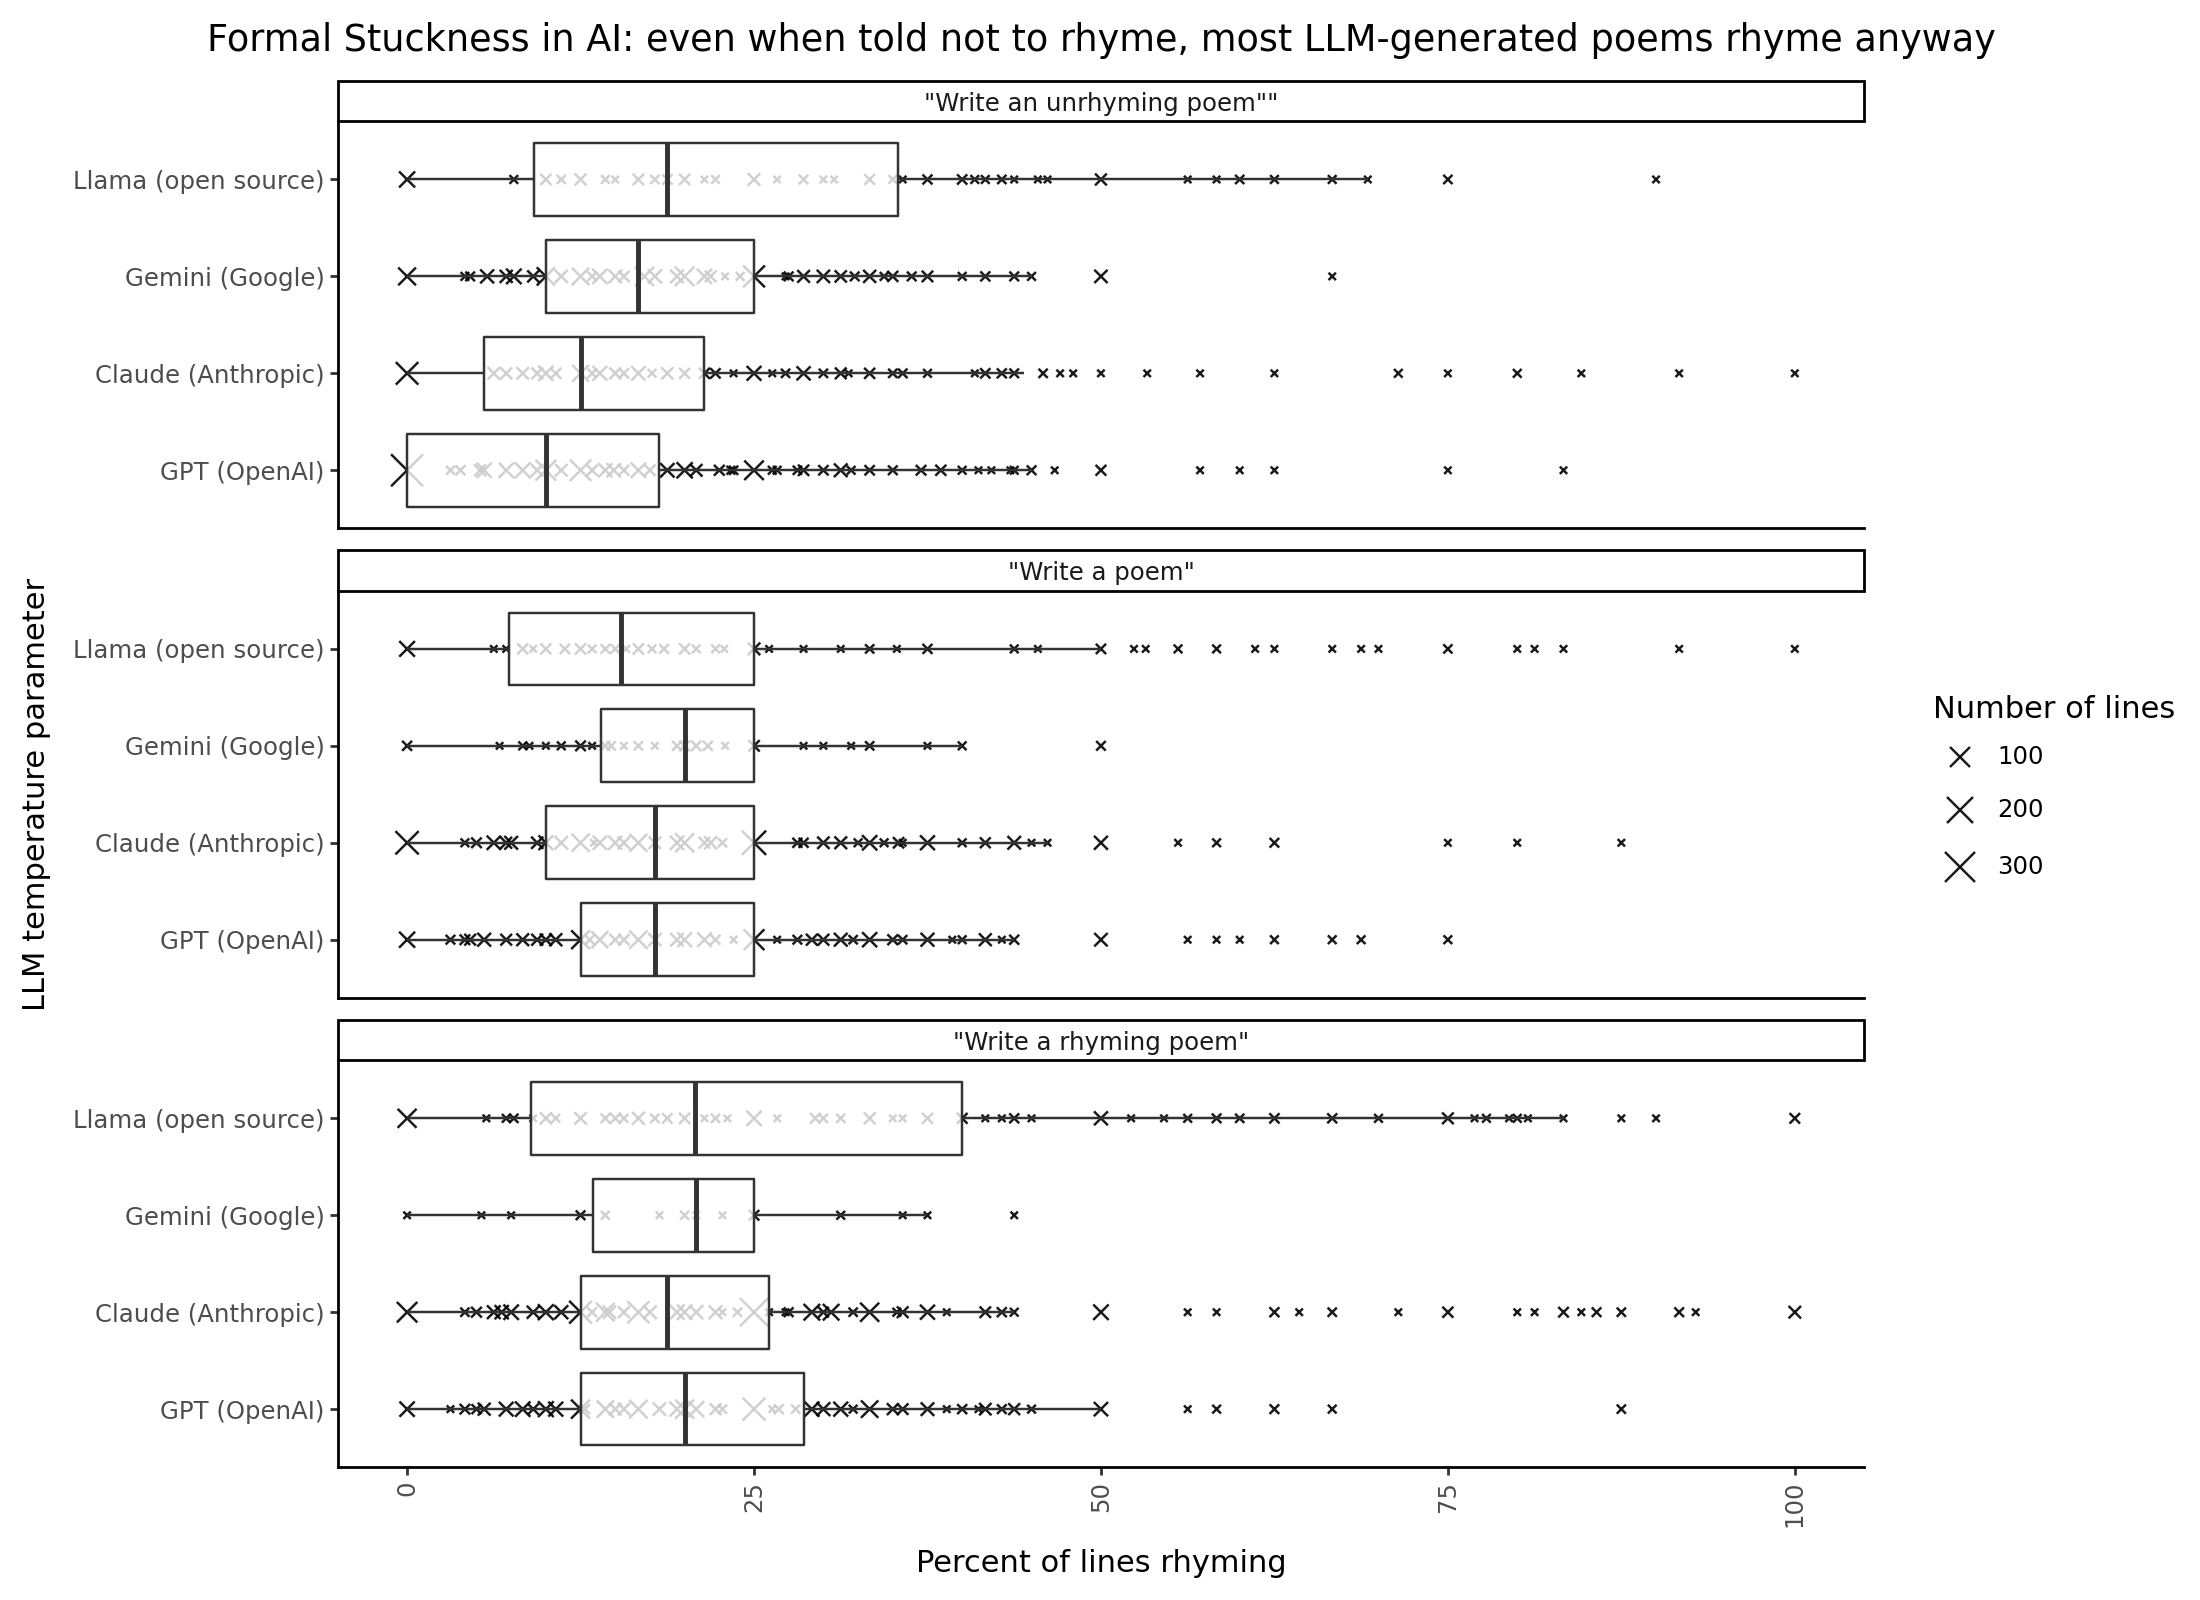 Formal Stuckness in AI: even when told not to rhyme, most LLM-generated poems rhyme anyway
"Write an unrhyming poem""
Llama (open source)
Gemini (Google)
Claude (Anthropic)
GPT (OpenAI)
"Write a poem"
Llama (open source)
Gemini (Google)
Claude (Anthropic)
GPT (OpenAI)
"Write a rhyming poem"
Llama (open source)
Gemini (Google)
Claude (Anthropic)
GPT (OpenAI)
LLM temperature parameter
0
25
50
75
100
Percent of lines rhyming
Number of lines
100
200
300